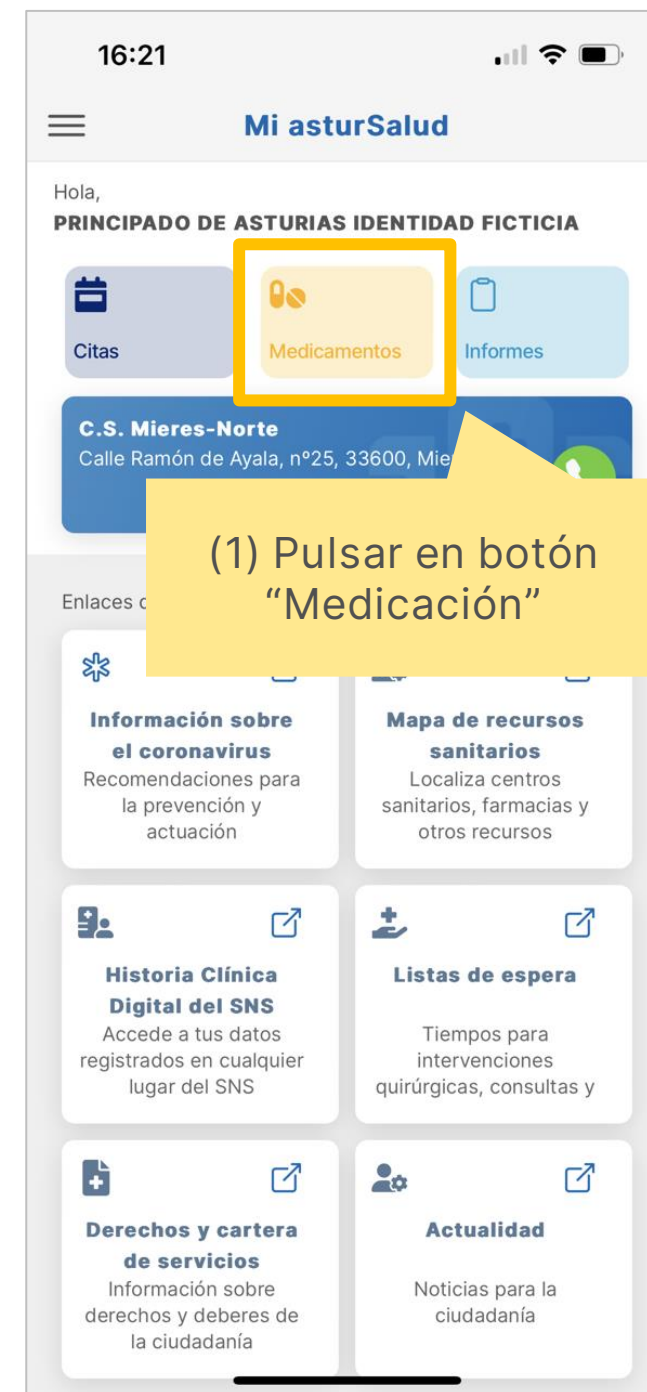 16:21
Mi asturSalud
Hola,
PRINCIPADO DE ASTURIAS IDENTIDAD FICTICIA
Citas
Medicamentos
Informes
C.S. Mieres-Norte
Calle Ramón de Ayala, nº25, 33600,
(1) Pulsar en botón
“Medicación”
Enlaces
Información sobre
el coronavirus
Recomendaciones para
la prevención y
actuación
Mapa de recursos
sanitarios
Localiza centros
sanitarios, farmacias y
otros recursos
Historia Clínica
Digital del SNS
Accede a tus datos
registrados en cualquier
lugar del SNS
Listas de espera
Tiempos para
intervenciones
quirúrgicas, consultas y
Derechos y cartera
de servicios
Información sobre
derechos y deberes de
la ciudadanía
Actualidad
Noticias para la
ciudadanía